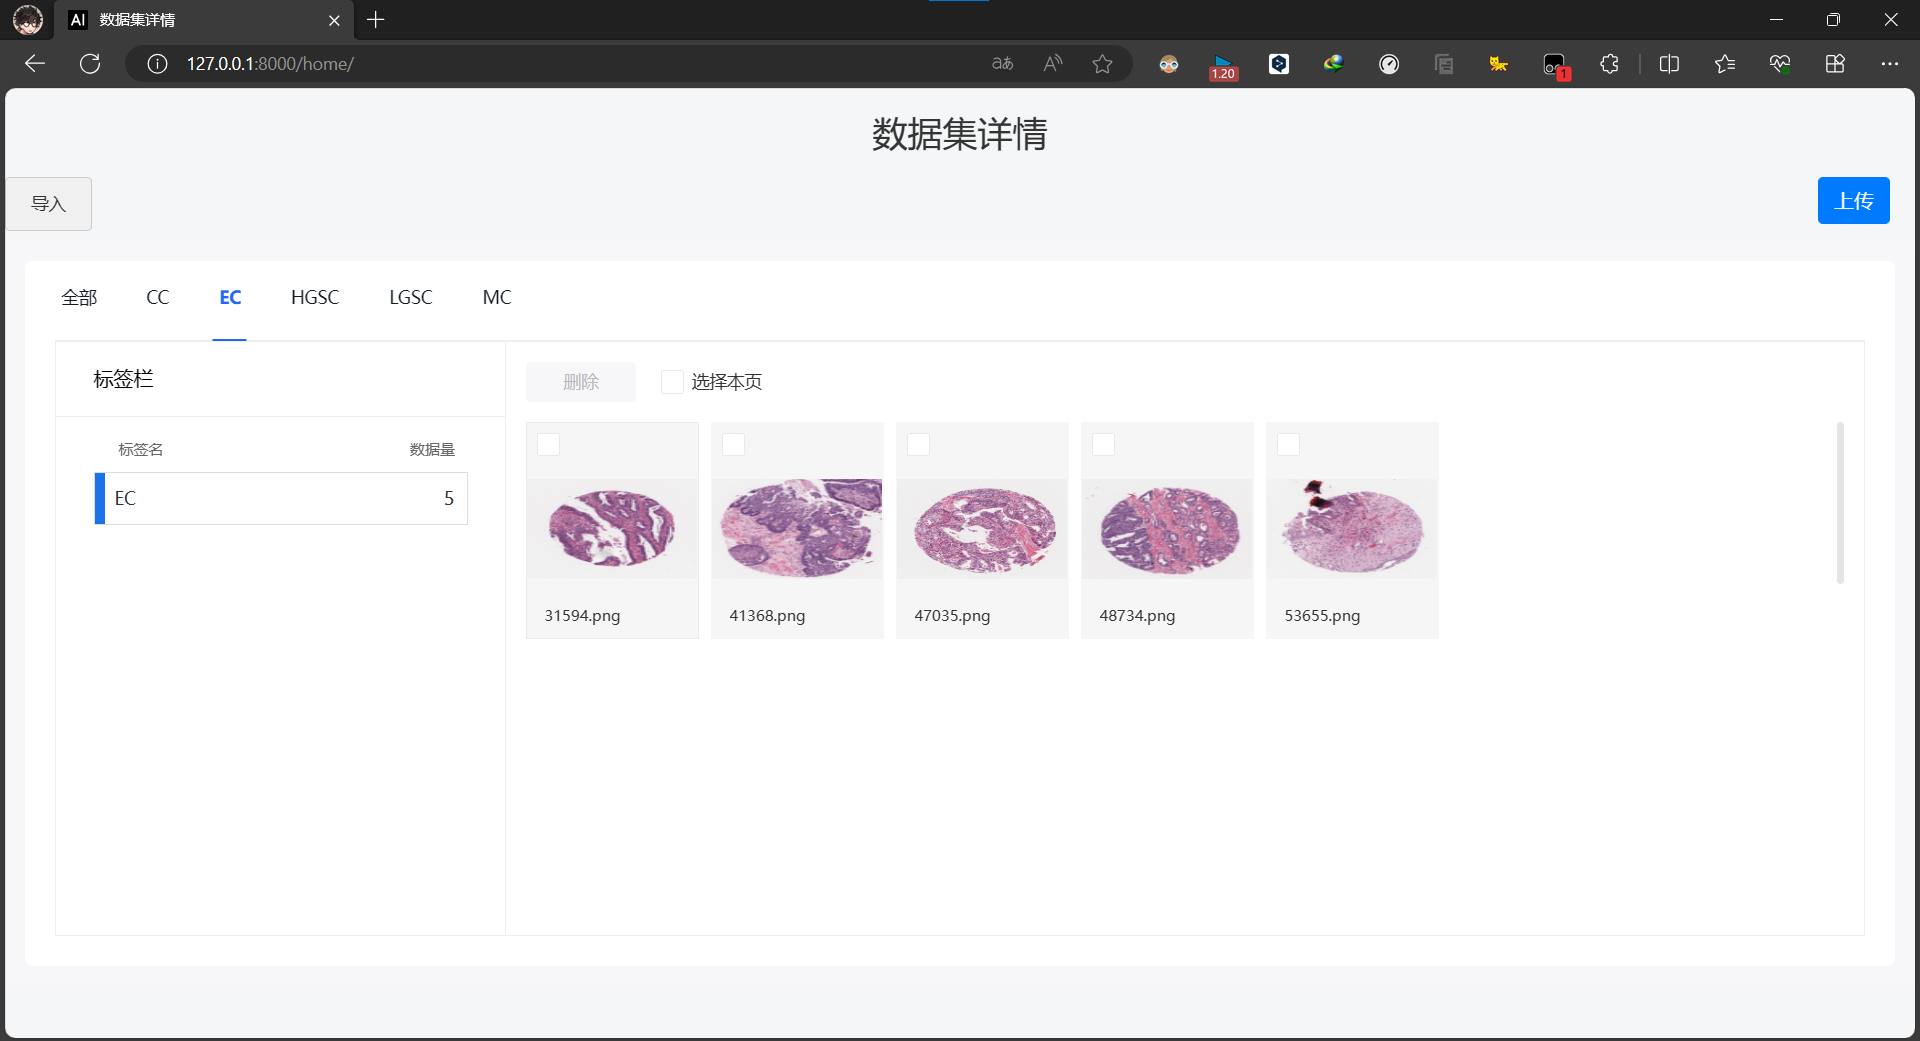 AI 数据集详情
127.0.0.1:8000/home/
aあ
A
1.20
1
数据集详情
导入
上传
全部 CC EC HGSC LGSC MC
标签栏
删除 选择本页
标签名 数据量
EC 5
31594.png 41368.png 47035.png 48734.png 53655.png